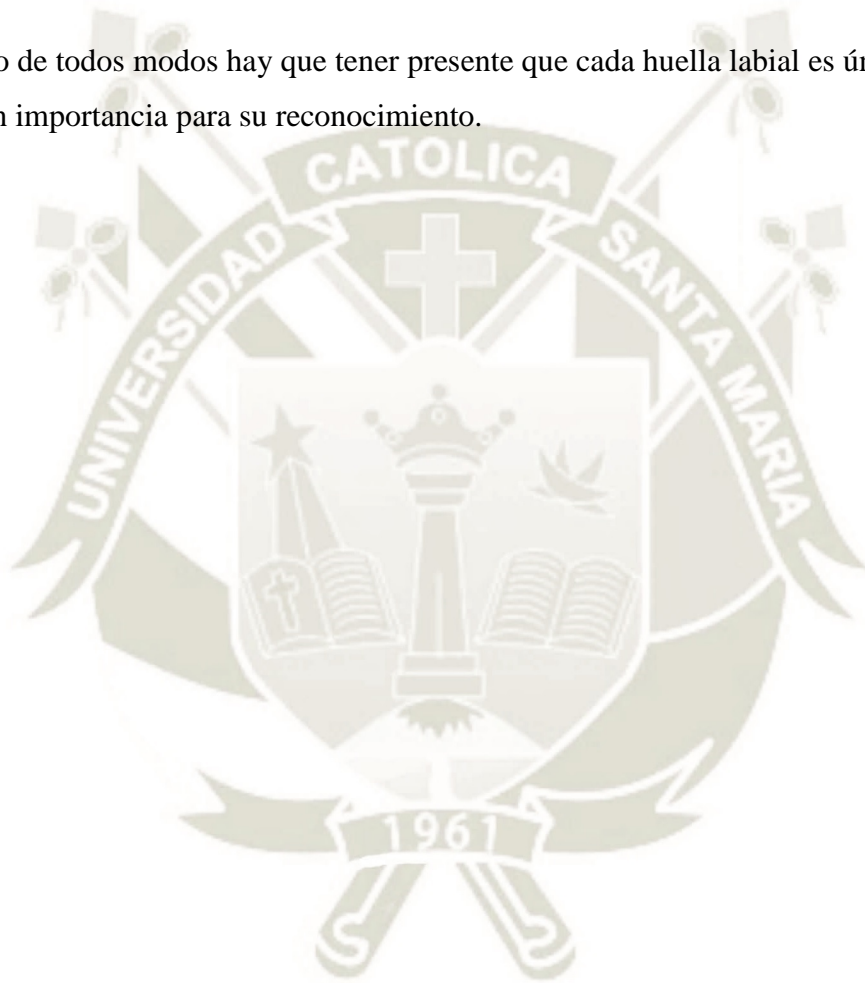 o de todos modos hay que tener presente que cada huella labial es
importancia para su reconocimiento.
CATOLICA
UNIVERSIDAD
SANTA MARIA
1961